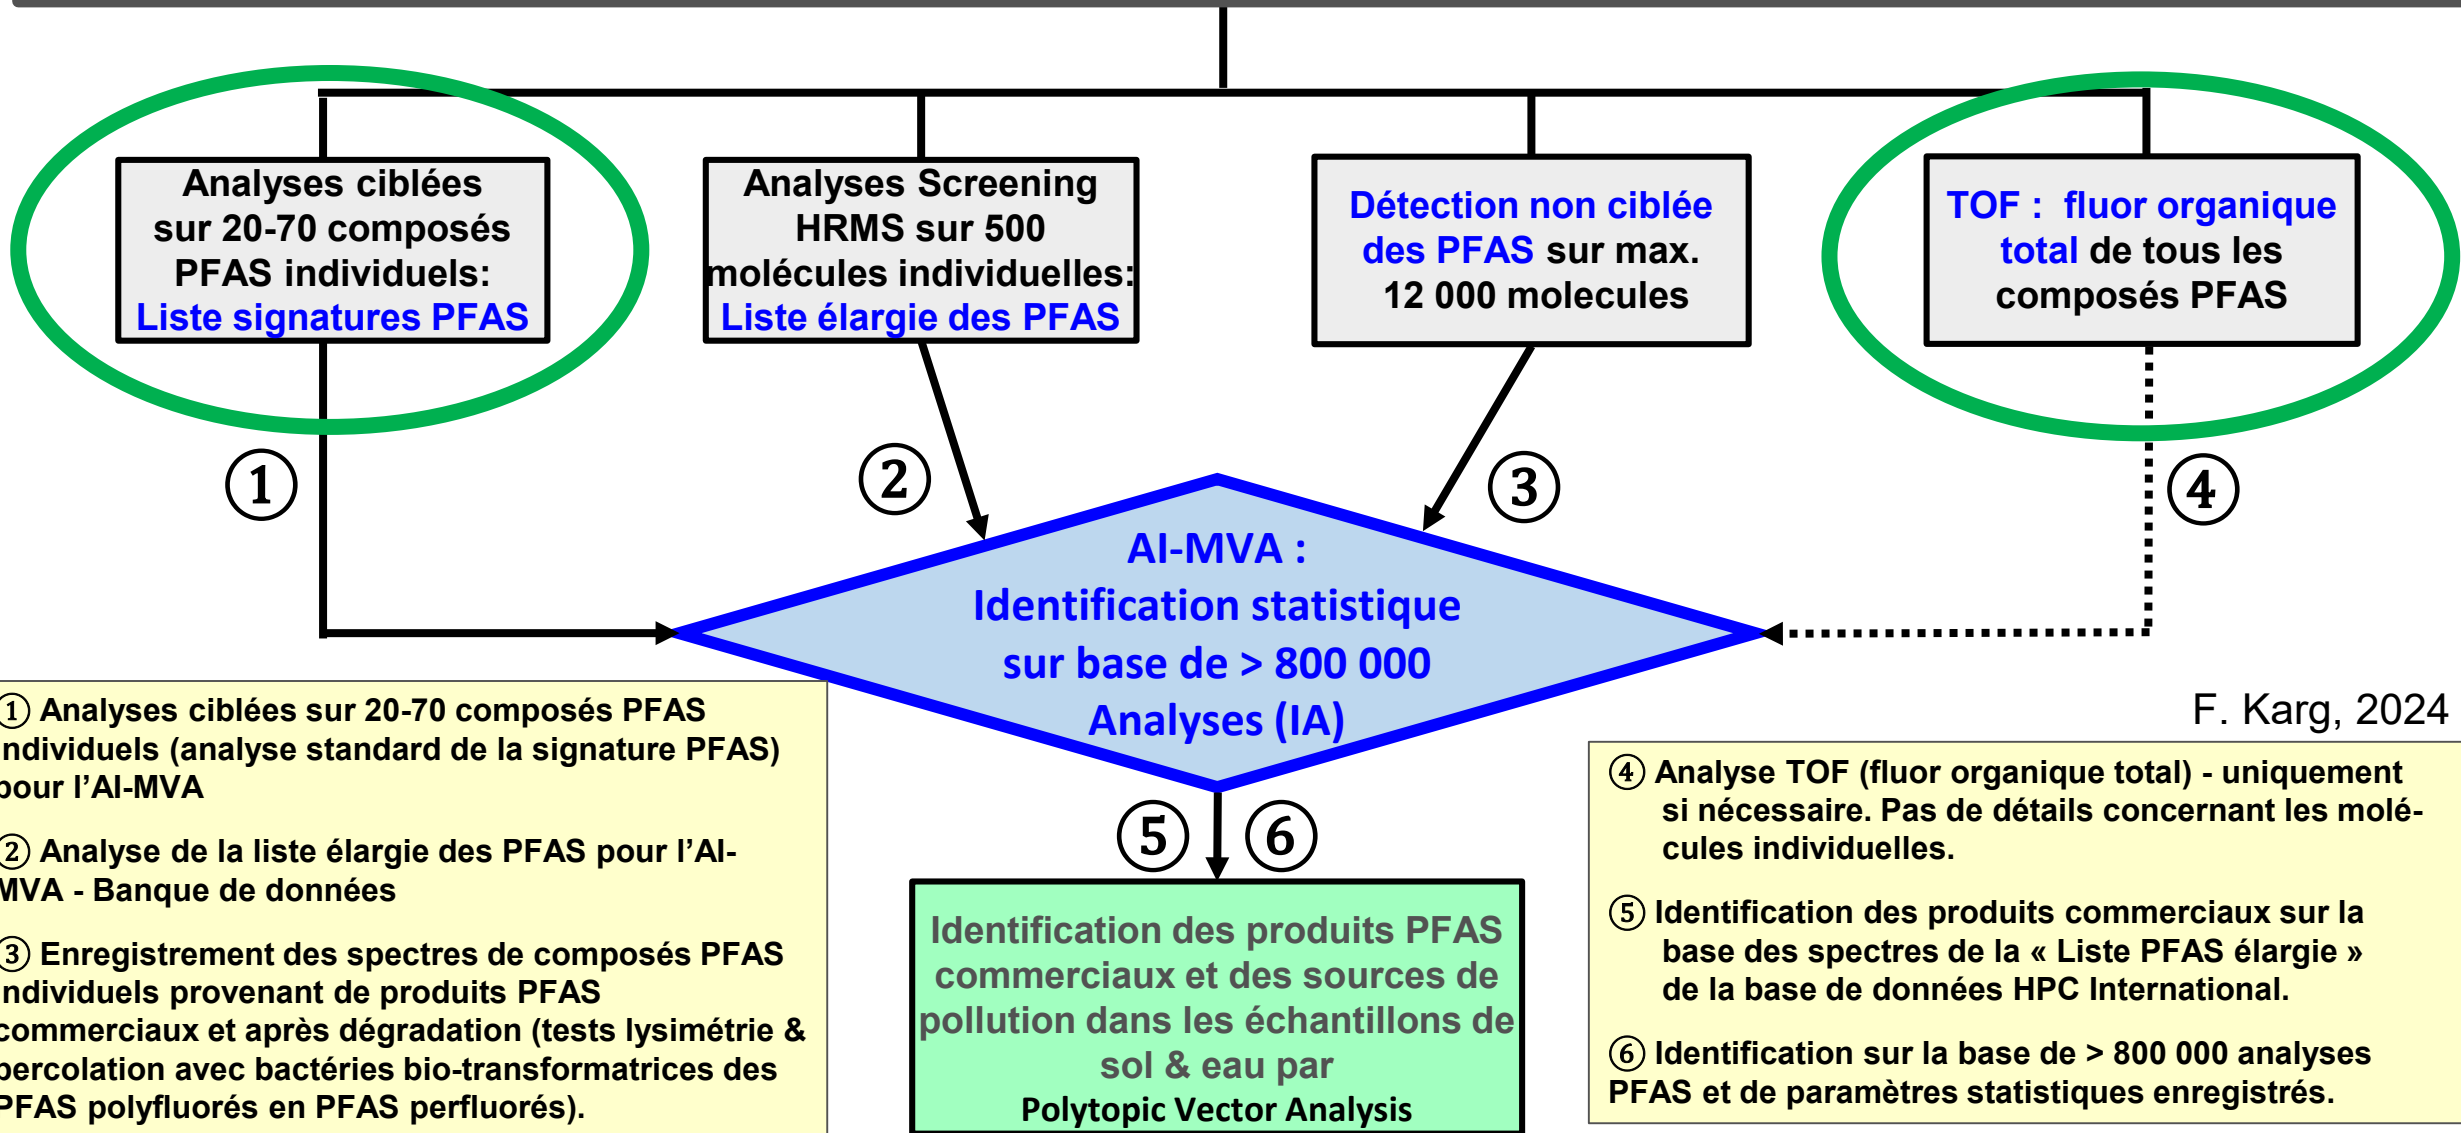 Analyses ciblées
sur 20-70 composés
PFAS individuels:
Liste signatures PFAS
Analyses Screening
HRMS sur 500
molécules individuelles:
Liste élargie des PFAS
Détection non ciblée
des PFAS sur max.
12 000 molecules
TOF : fluor organique
total de tous les
composés PFAS
①
②
③
④
AI-MVA :
Identification statistique
sur base de > 800 000
Analyses (IA)
F. Karg, 2024
① Analyses ciblées sur 20-70 composés PFAS
individuels (analyse standard de la signature PFAS)
pour l'AI-MVA
② Analyse de la liste élargie des PFAS pour l'AI-
MVA - Banque de données
③ Enregistrement des spectres de composés PFAS
individuels provenant de produits PFAS
commerciaux et après dégradation (tests lysimétrie &
percolation avec bactéries bio-transformatrices des
PFAS polyfluorés en PFAS perfluorés).
⑤
⑥
Identification des produits PFAS
commerciaux et des sources de
pollution dans les échantillons de
sol & eau par
Polytopic Vector Analysis
④ Analyse TOF (fluor organique total) - uniquement
si nécessaire. Pas de détails concernant les molé-
cules individuelles.
⑤ Identification des produits commerciaux sur la
base des spectres de la « Liste PFAS élargie »
de la base de données HPC International.
⑥ Identification sur la base de > 800 000 analyses
PFAS et de paramètres statistiques enregistrés.